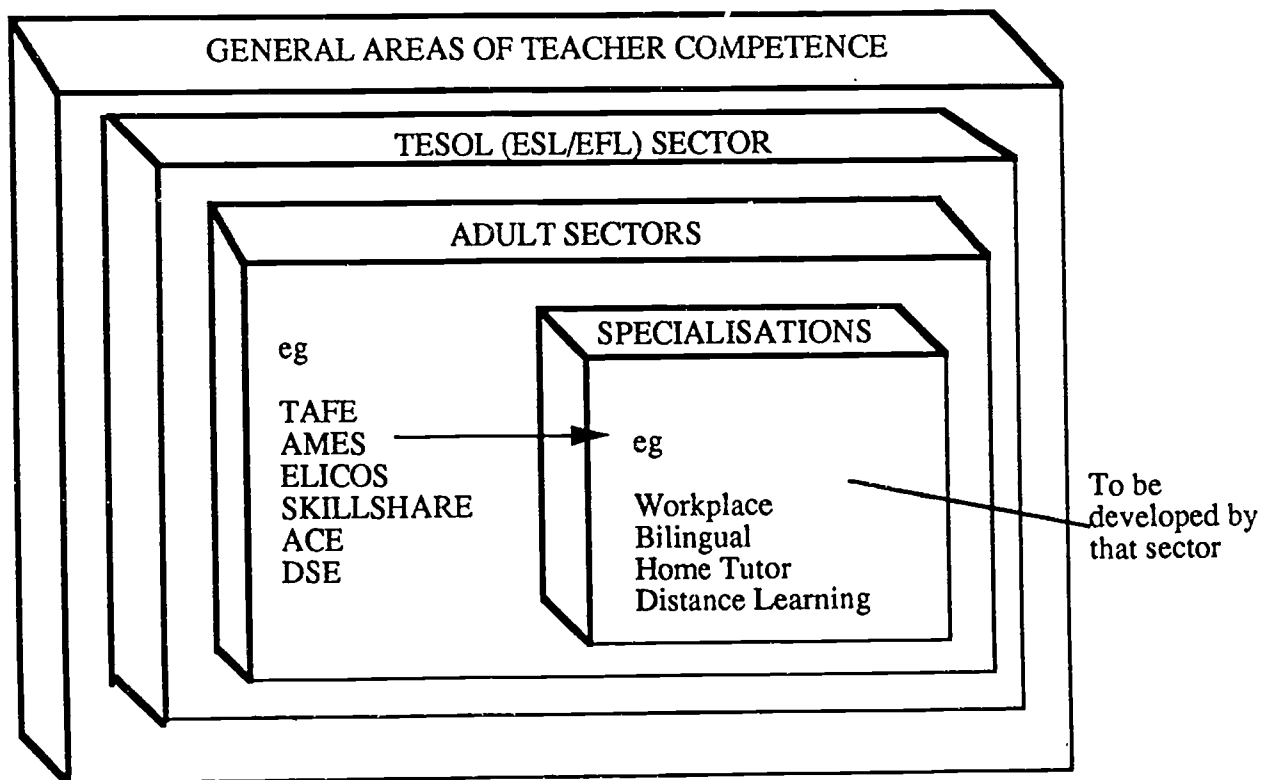 GENERAL AREAS OF TEACHER COMPETENCE
TESOL (ESL/EFL) SECTOR
ADULT SECTORS
eg
TAFE
AMES
ELICOS
SKILLSHARE
ACE
DSE
SPECIALISATIONS
eg
Workplace
Bilingual
Home Tutor
Distance Learning
To be
developed by
that sector